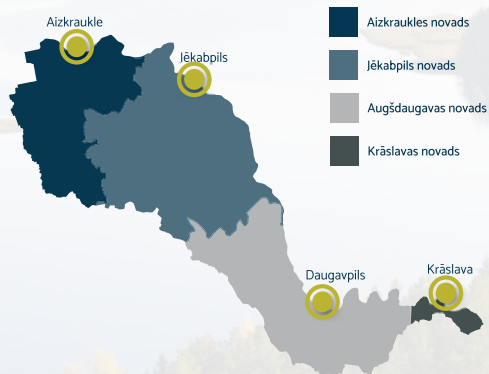 Aizkraukle
Jēkabpils
Aizkraukles novads
Jēkabpils novads
Augšdaugavas novads
Krāslavas novads
Daugavpils
Krāslava